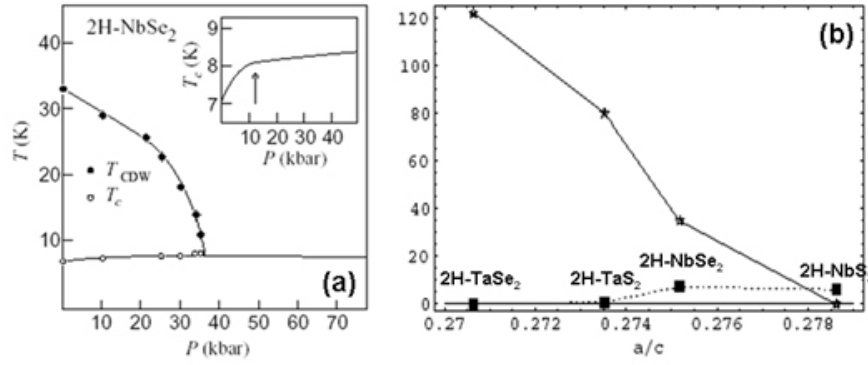 2H-NbSe₂
40
30
20
10
T (K)
T_CDW
T_c
10 20 30 40 50 60 70
P (kbar)
(a)
9
8
7
T_c (K)
10 20 30 40
P (kbar)
(b)
120
100
80
60
40
20
0
2H-TaSe₂
2H-TaS₂
2H-NbSe₂
2H-NbS
0.27 0.272 0.274 0.276 0.278
a/c